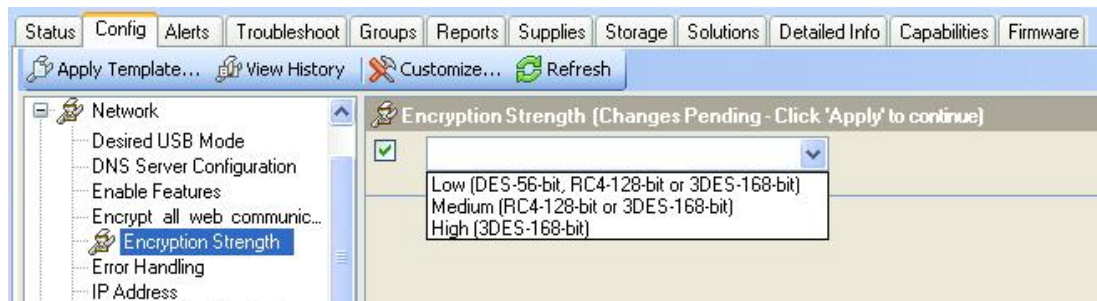 Status Config Alerts Troubleshoot Groups Reports Supplies Storage Solutions Detailed Info Capabilities Firmware
Apply Template... View History Customize... Refresh
Network
Desired USB Mode
DNS Server Configuration
Enable Features
Encrypt all web communic...
Encryption Strength
Error Handling
IP Address
Encryption Strength (Changes Pending - Click 'Apply' to continue)
Low (DES-56-bit, RC4-128-bit or 3DES-168-bit)
Medium (RC4-128-bit or 3DES-168-bit)
High (3DES-168-bit)